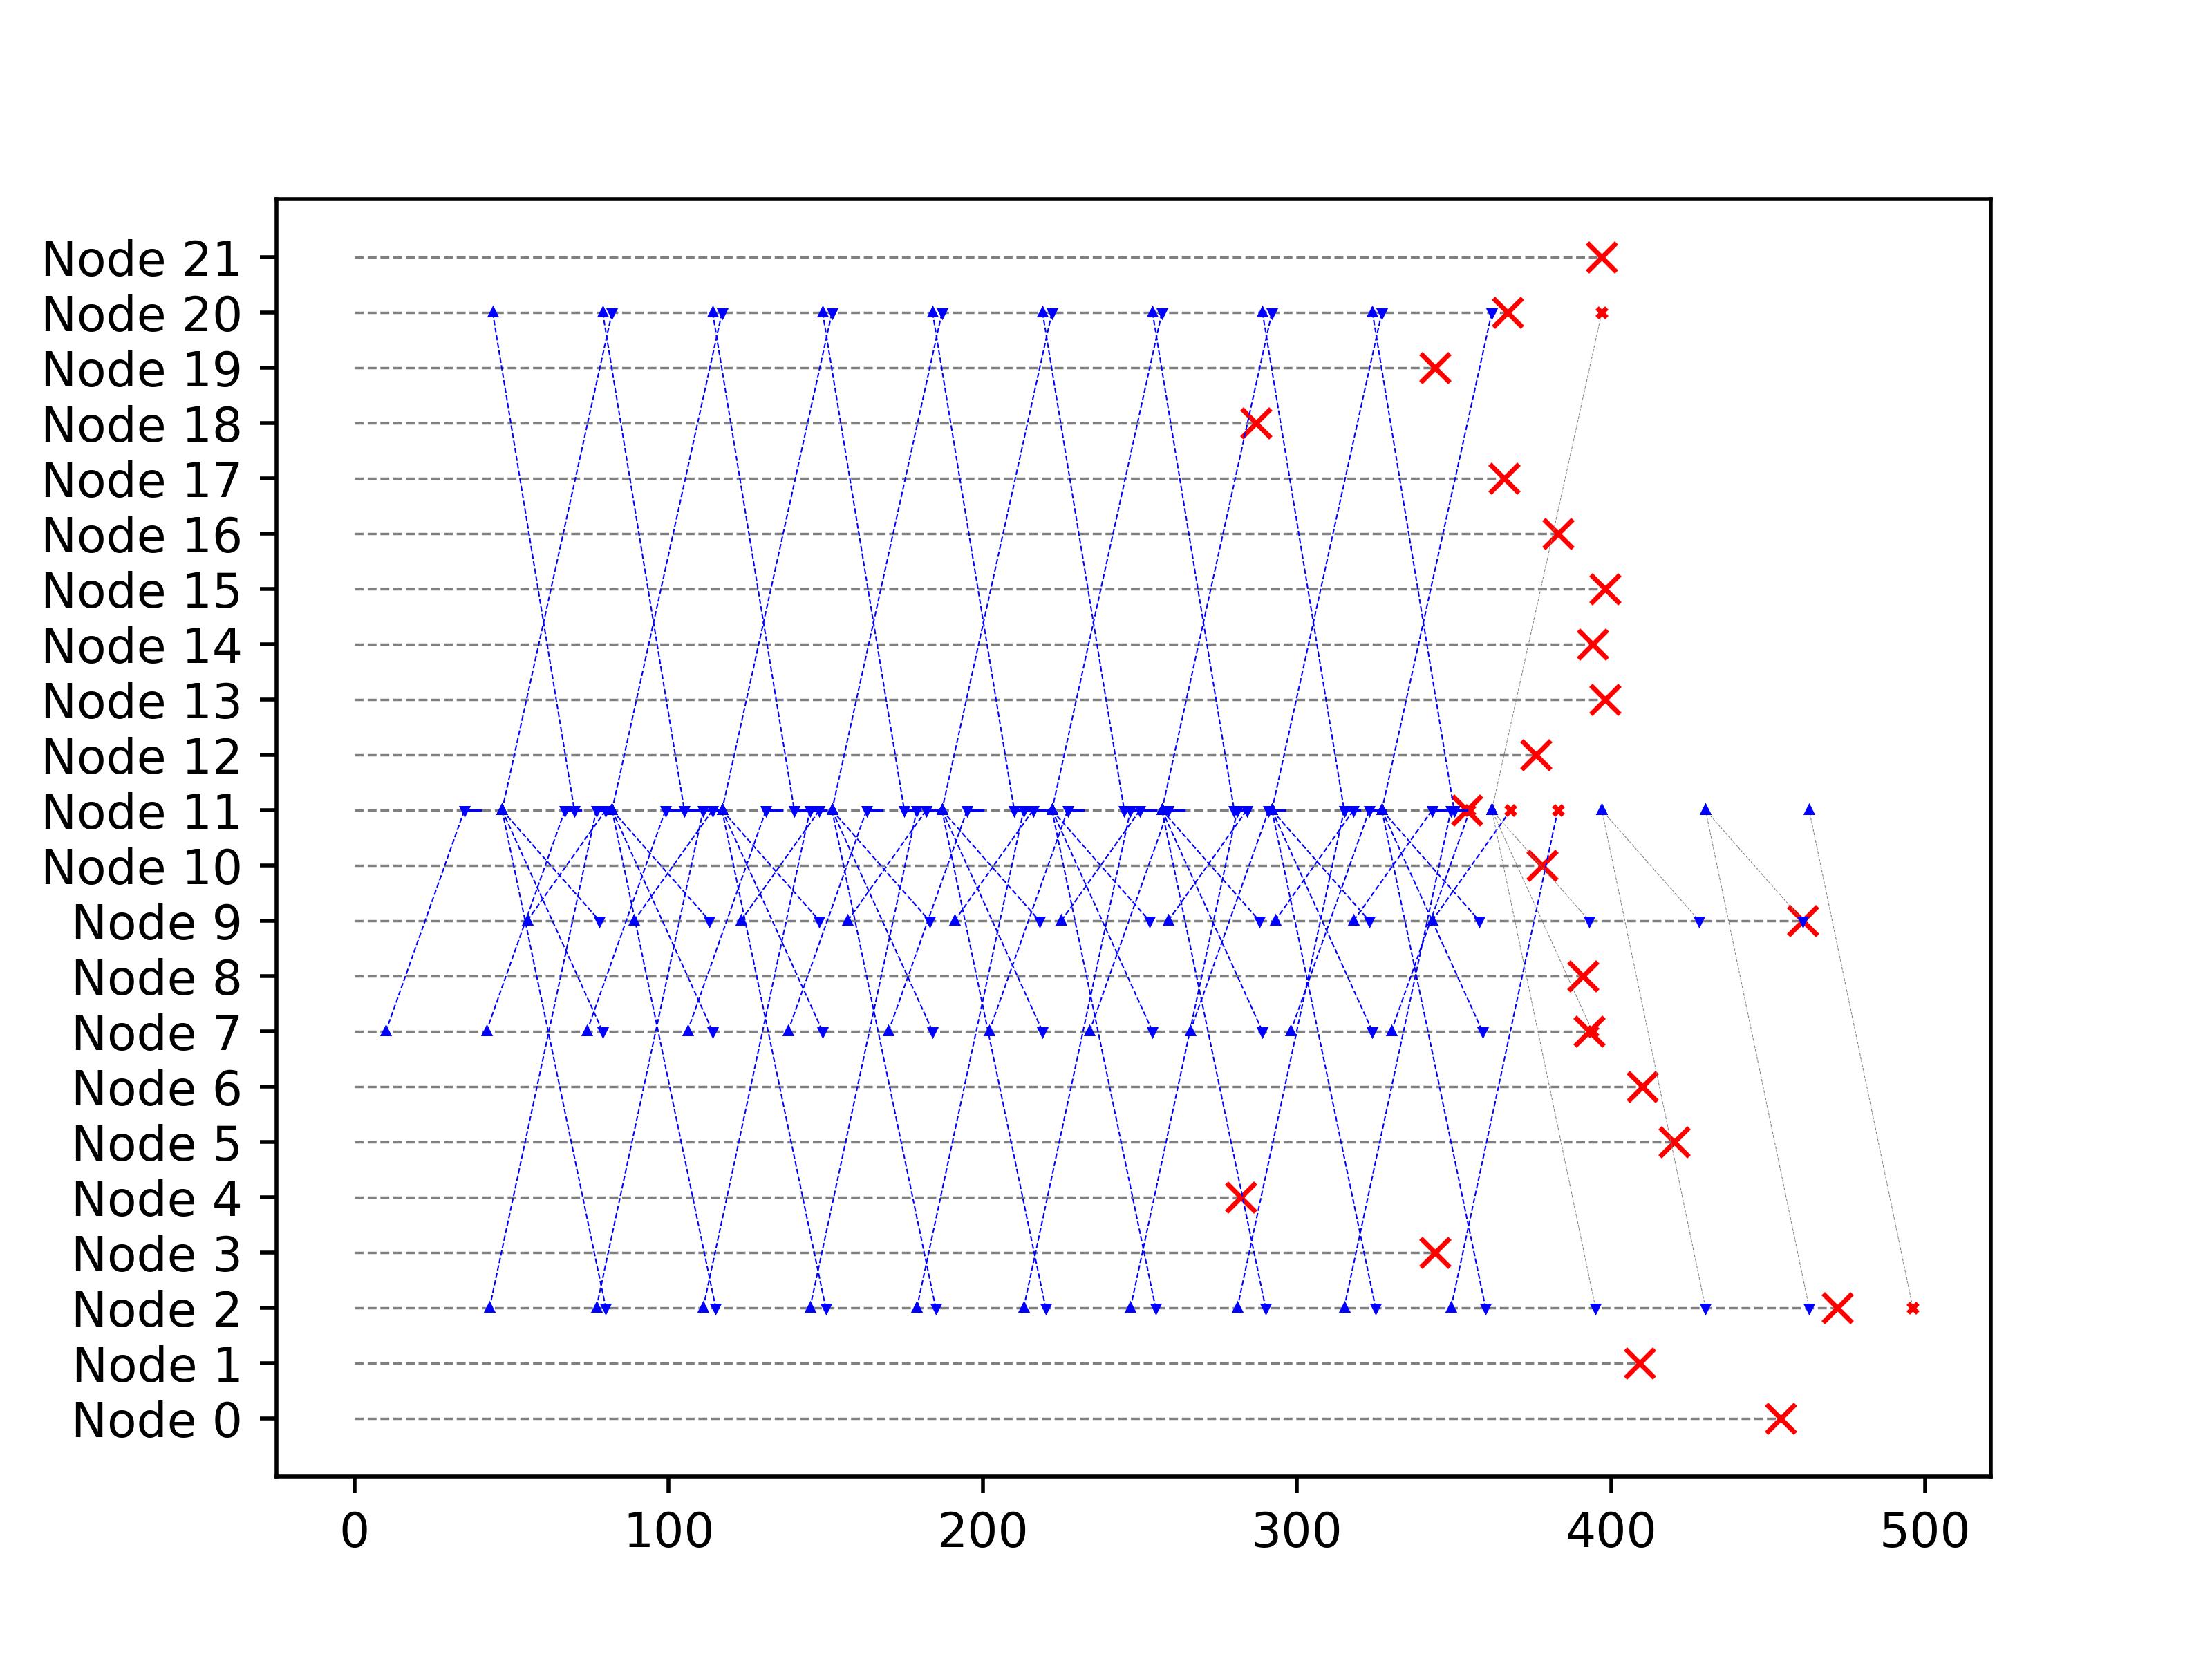 Node 21
Node 20
Node 19
Node 18
Node 17
Node 16
Node 15
Node 14
Node 13
Node 12
Node 11
Node 10
Node 9
Node 8
Node 7
Node 6
Node 5
Node 4
Node 3
Node 2
Node 1
Node 0
0 100 200 300 400 500